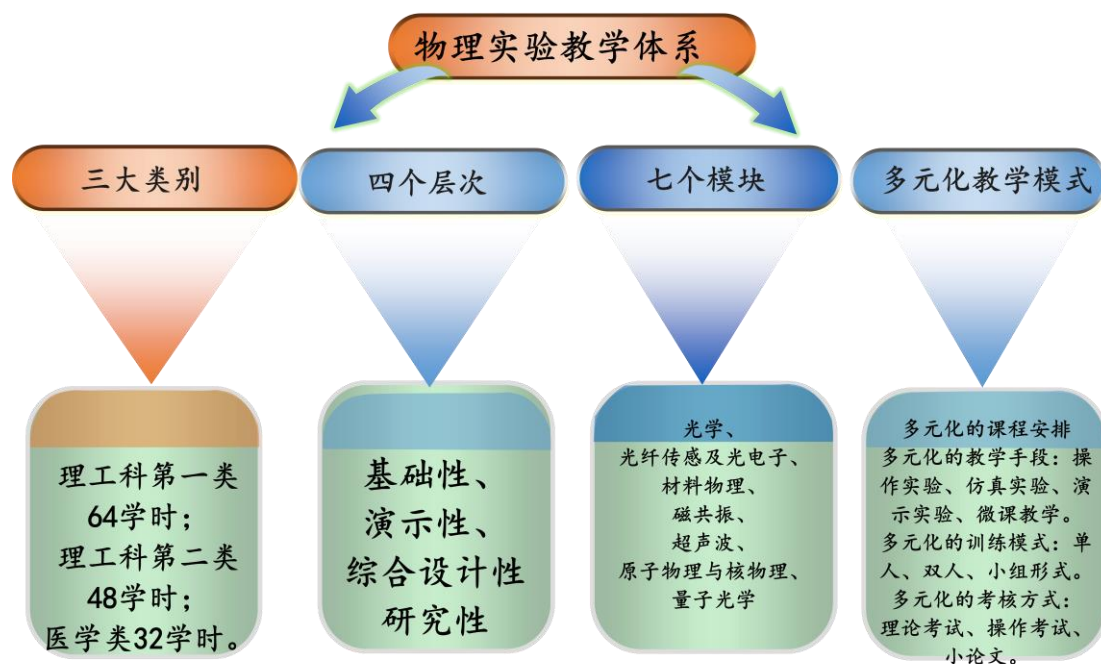 物理实验教学体系
三大类别
四个层次
七个模块
多元化教学模式
理工科第一类
64学时；
理工科第二类
48学时；
医学类32学时。
基础性、
演示性、
综合设计性
研究性
光学、
光纤传感及光电子、
材料物理、
磁共振、
超声波、
原子物理与核物理、
量子光学
多元化的课程安排
多元化的教学手段：操
作实验、仿真实验、演
示实验、微课教学。
多元化的训练模式：单
人、双人、小组形式。
多元化的考核方式：
理论考试、操作考试、
小论文。